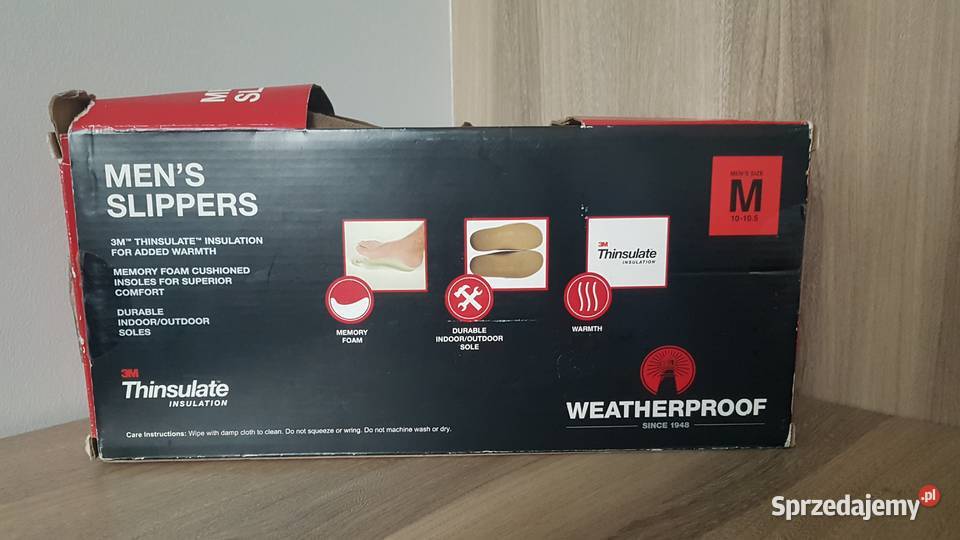 M
SL
MEN'S
SLIPPERS
3M™ THINSULATE™ INSULATION
FOR ADDED WARMTH
MEMORY FOAM CUSHIONED
INSOLES FOR SUPERIOR
COMFORT
DURABLE
INDOOR/OUTDOOR
SOLES
3M
Thinsulate™
INSULATION
Care Instructions: Wipe with damp cloth to clean. Do not squeeze or wring. Do not machine wash or dry.
MEMORY
FOAM
DURABLE
INDOOR/OUTDOOR
SOLE
3M
Thinsulate™
INSULATION
WARMTH
MEN'S SIZE
M
10-10.5
WEATHERPROOF
SINCE 1948
Sprzedajemy.pl